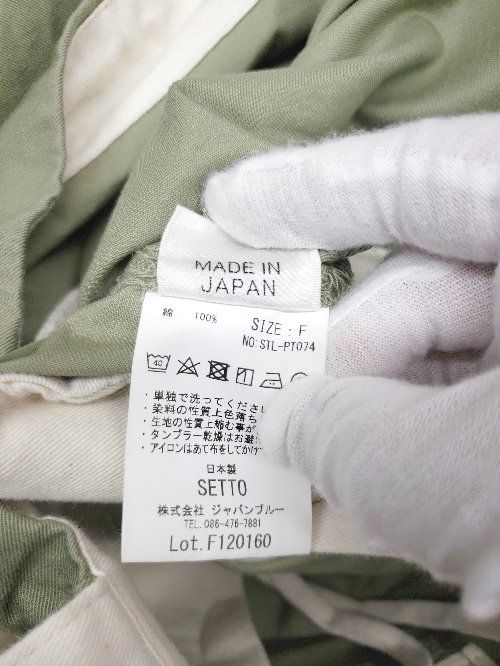 MADE IN
JAPAN
綿 100%
SIZE : F
NO:STL-PT074
40
・単独で洗ってください
・染料の性質上色落ち
・生地の性質上縮む事が
・タンブラー乾燥はお避
・アイロンはあて布をしてかけ
日本製
SETTO
株式会社 ジャパンブルー
TEL. 086-476-7881
Lot. F120160